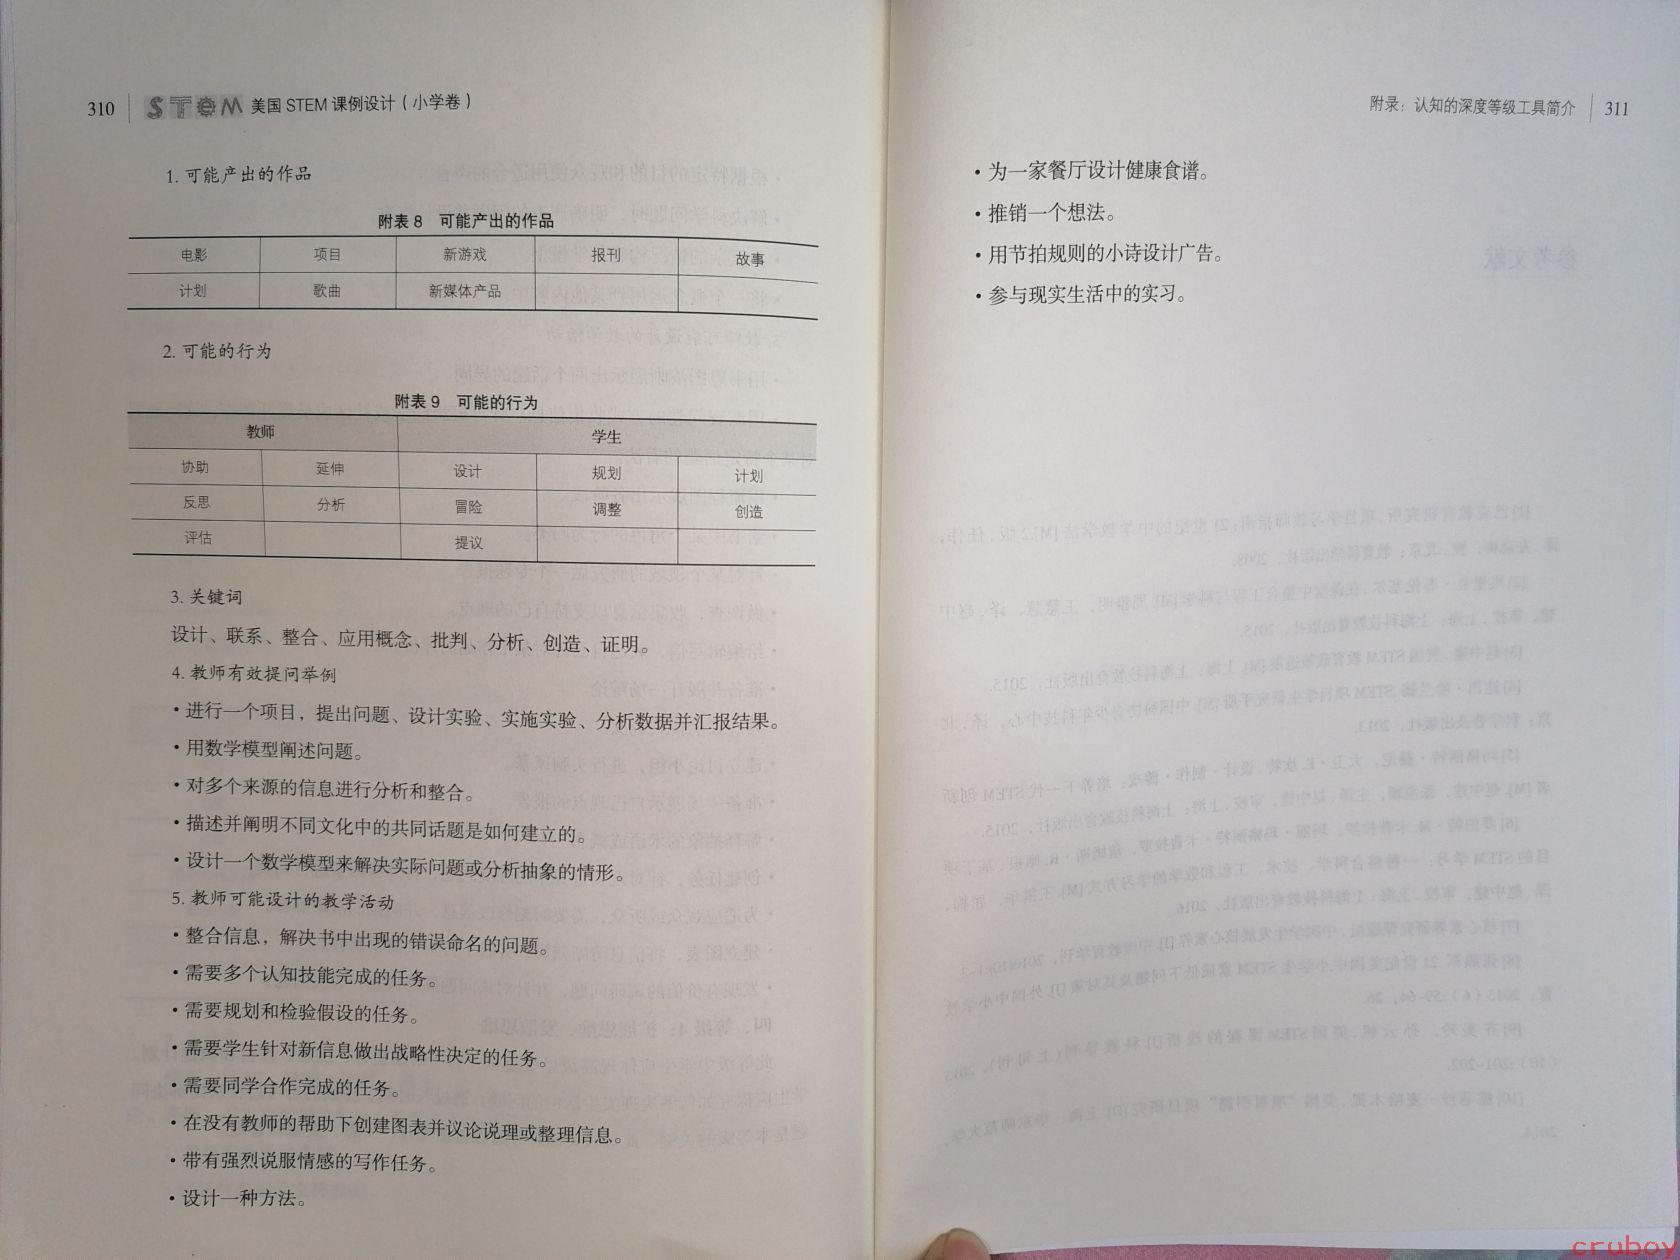 310 STEM 美国 STEM 课例设计（小学卷）
1. 可能产出的作品
附表 8 可能产出的作品
电影 项目 新游戏 报刊 故事
计划 歌曲 新媒体产品
2. 可能的行为
附表 9 可能的行为
教师 学生
协助 延伸 设计 规划 计划
反思 分析 冒险 调整 创造
评估 提议
3. 关键词
设计、联系、整合、应用概念、批判、分析、创造、证明。
4. 教师有效提问举例
·进行一个项目，提出问题、设计实验、实施实验、分析数据并汇报结果。
·用数学模型阐述问题。
·对多个来源的信息进行分析和整合。
·描述并阐明不同文化中的共同话题是如何建立的。
·设计一个数学模型来解决实际问题或分析抽象的情形。
5. 教师可能设计的教学活动
·整合信息，解决书中出现的错误命名的问题。
·需要多个认知技能完成的任务。
·需要规划和检验假设的任务。
·需要学生针对新信息做出战略性决定的任务。
·需要同学合作完成的任务。
·在没有教师的帮助下创建图表并议论说理或整理信息。
·带有强烈说服情感的写作任务。
·设计一种方法。
附录：认知的深度等级工具简介 311
·为一家餐厅设计健康食谱。
·推销一个想法。
·用节拍规则的小诗设计广告。
·参与现实生活中的实习。
cruboy